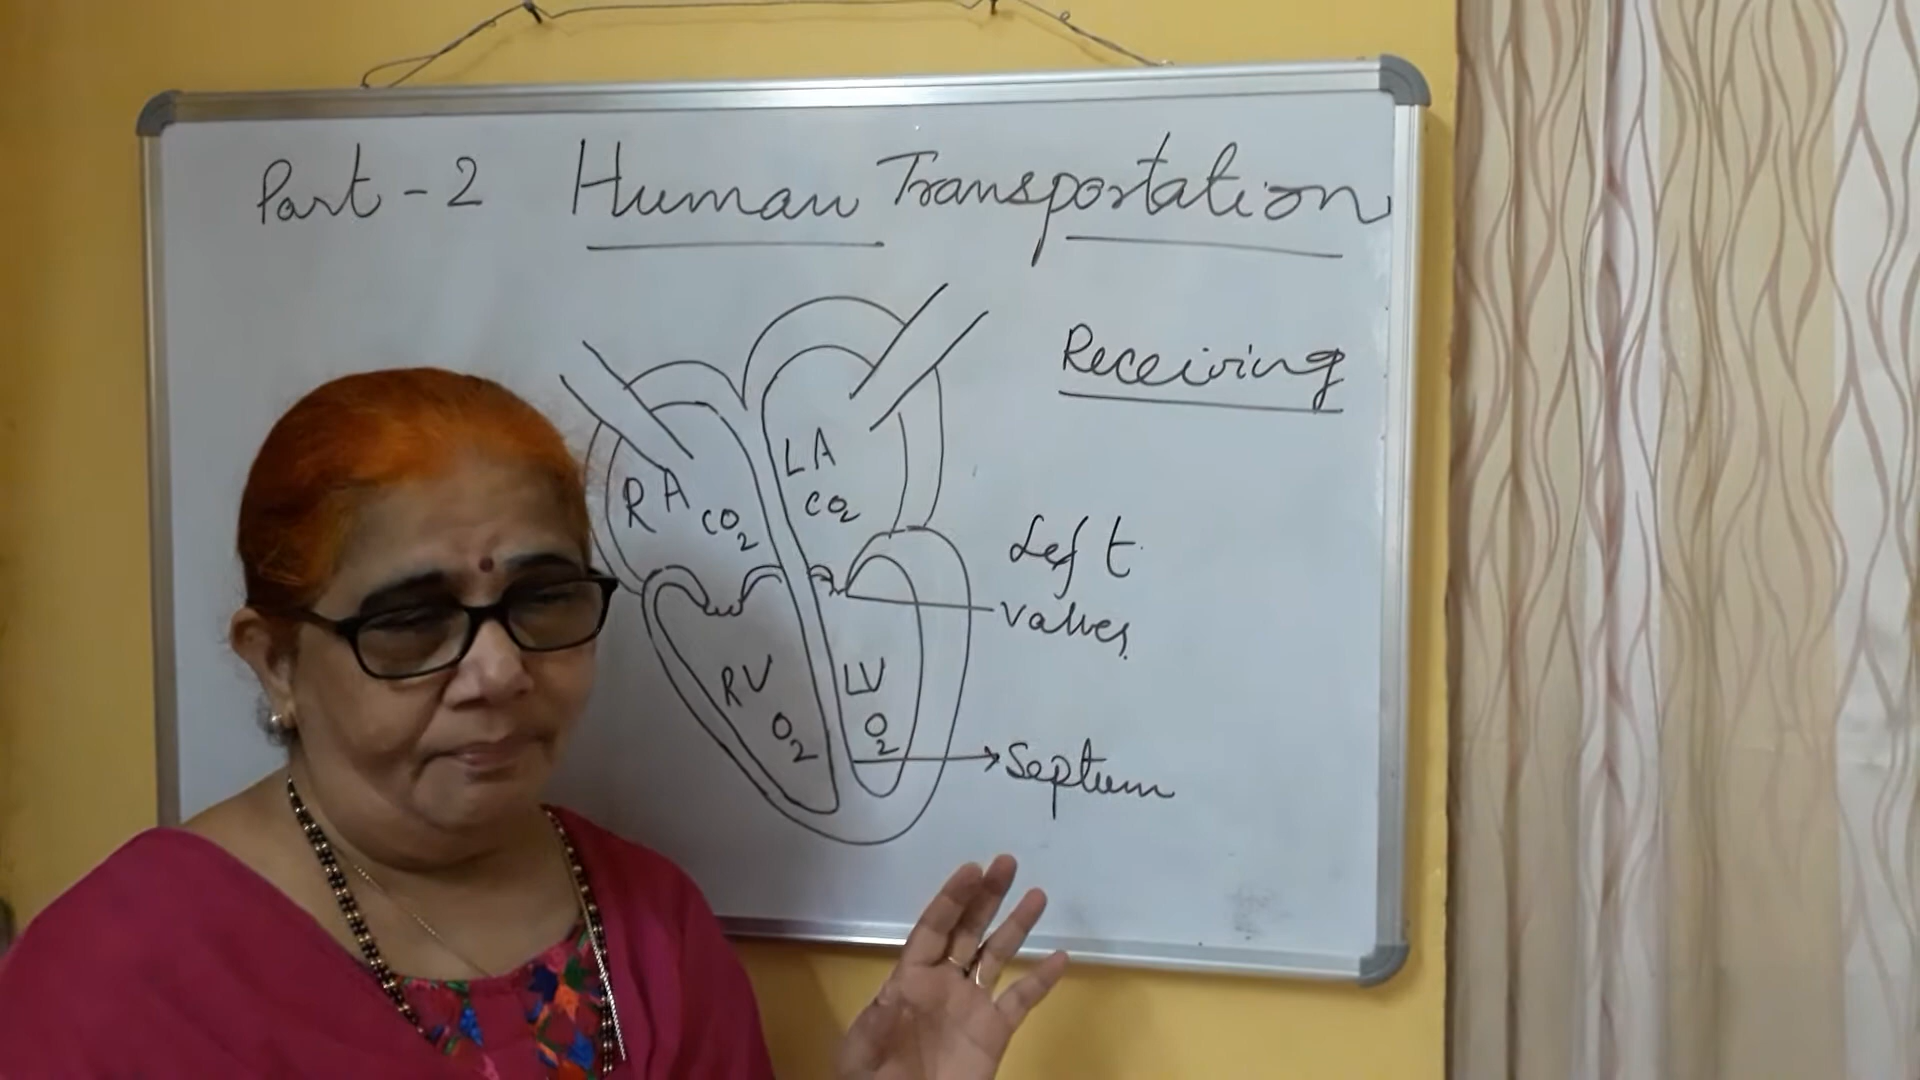 Part - 2 Human Transportation
Receiving
LA
CO2
RA
CO2
Left
valves
RV
O2
LV
O2
Septum